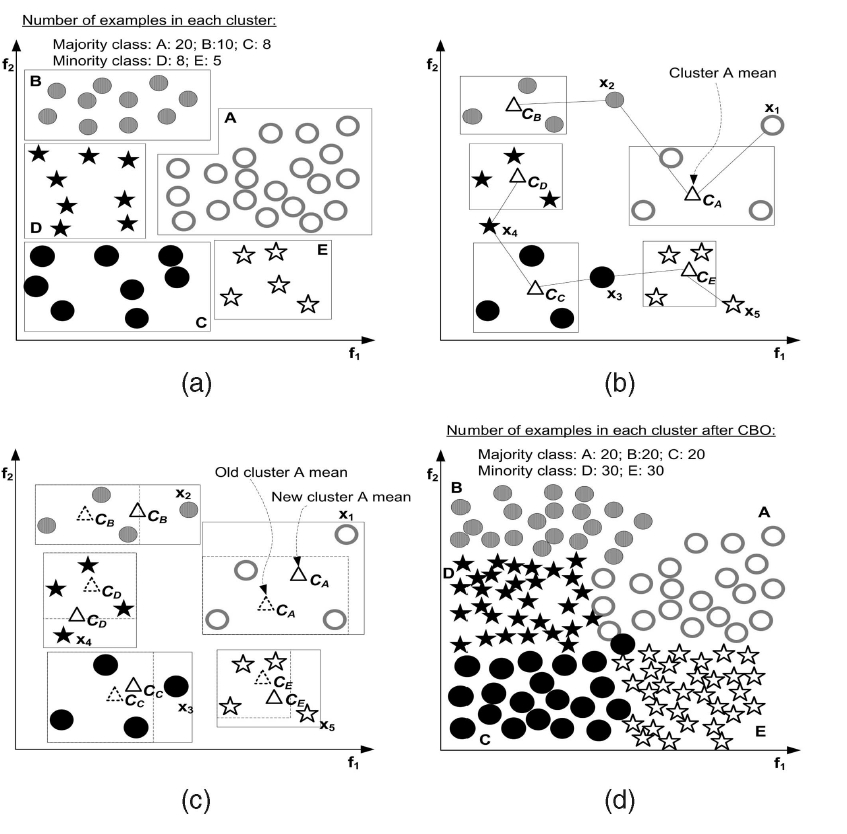 Number of examples in each cluster:
Majority class: A: 20; B:10; C: 8
Minority class: D: 8; E: 5
f2
B
A
D
E
C
f1
(a)
f2
Cluster A mean
x2
x1
CB
CD
CA
x4
CE
CC
x3
x5
f1
(b)
f2
Old cluster A mean
New cluster A mean
x2
x1
CB
CB
CA
CD
CA
CD
x4
CC
CC
x3
CE
CE
x5
f1
(c)
Number of examples in each cluster after CBO:
Majority class: A: 20; B:20; C: 20
Minority class: D: 30; E: 30
f2
B
A
D
C
E
f1
(d)